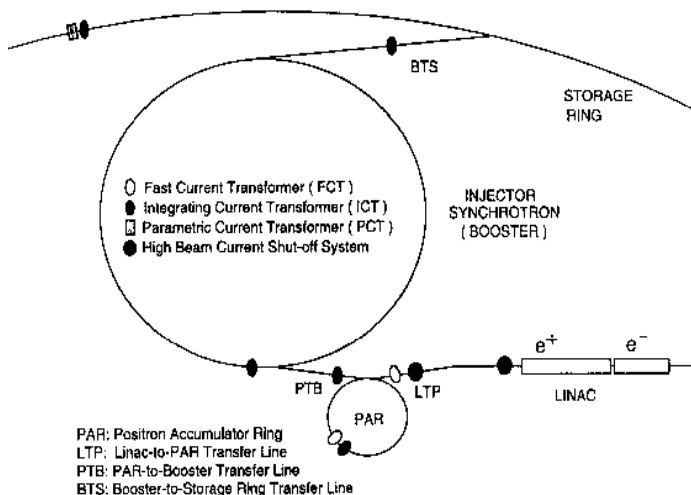 BTS
STORAGE
RING
Fast Current Transformer ( FCT )
Integrating Current Transformer ( ICT )
Parametric Current Transformer ( PCT )
High Beam Current Shut-off System
INJECTOR
SYNCHROTRON
( BOOSTER )
e+ e−
PTB LTP LINAC
PAR
PAR: Positron Accumulator Ring
LTP: Linac-to-PAR Transfer Line
PTB: PAR-to-Booster Transfer Line
BTS: Booster-to-Storage Ring Transfer Line